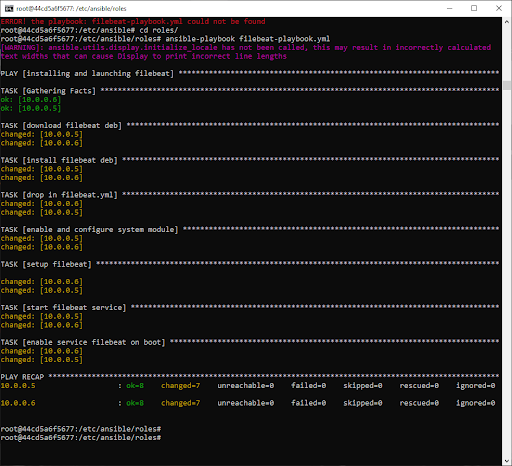 root@44cd5a6f5677: /etc/ansible/roles
ERROR! the playbook: filebeat-playbook.yml could not be found
root@44cd5a6f5677:/etc/ansible# cd roles/
root@44cd5a6f5677:/etc/ansible/roles# ansible-playbook filebeat-playbook.yml
[WARNING]: ansible.utils.display.initialize_locale has not been called, this may result in incorrectly calculated
text widths that can cause Display to print incorrect line lengths
PLAY [installing and launching filebeat] **************************************************************************
TASK [Gathering Facts] ********************************************************************************************
ok: [10.0.0.6]
ok: [10.0.0.5]
TASK [download filebeat deb] **************************************************************************************
changed: [10.0.0.5]
changed: [10.0.0.6]
TASK [install filebeat deb] ***************************************************************************************
changed: [10.0.0.5]
changed: [10.0.0.6]
TASK [drop in filebeat.yml] ***************************************************************************************
changed: [10.0.0.6]
changed: [10.0.0.5]
TASK [enable and configure system module] *************************************************************************
changed: [10.0.0.5]
changed: [10.0.0.6]
TASK [setup filebeat] *********************************************************************************************
changed: [10.0.0.6]
changed: [10.0.0.5]
TASK [start filebeat service] *************************************************************************************
changed: [10.0.0.5]
changed: [10.0.0.6]
TASK [enable service filebeat on boot] ****************************************************************************
changed: [10.0.0.6]
changed: [10.0.0.5]
PLAY RECAP ********************************************************************************************************
10.0.0.5 : ok=8 changed=7 unreachable=0 failed=0 skipped=0 rescued=0 ignored=0
10.0.0.6 : ok=8 changed=7 unreachable=0 failed=0 skipped=0 rescued=0 ignored=0
root@44cd5a6f5677:/etc/ansible/roles#
root@44cd5a6f5677:/etc/ansible/roles#